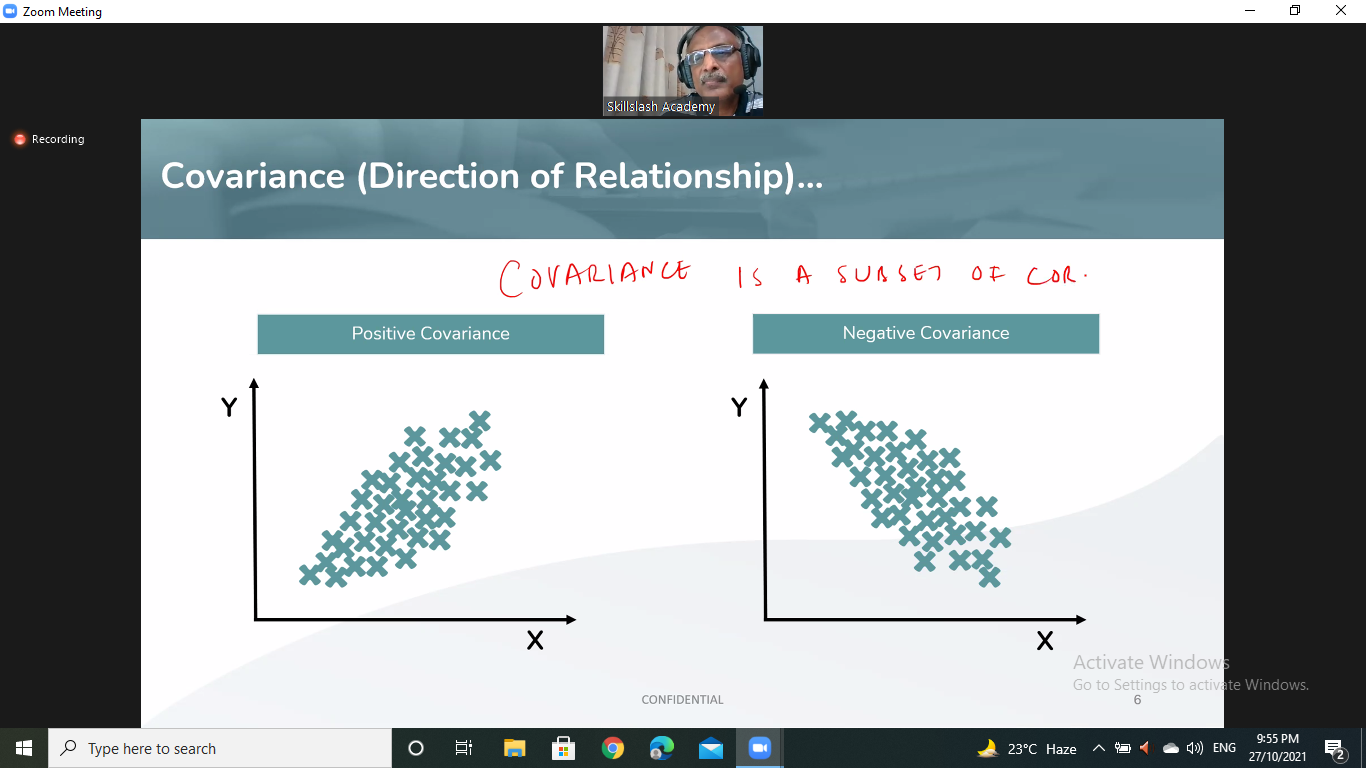 Zoom Meeting
Skillslash Academy
Recording
Covariance (Direction of Relationship)...
COVARIANCE IS A SUBSET OF COR
Positive Covariance
Negative Covariance
Y
Y
X
X
Activate Windows
Go to Settings to activate Windows.
CONFIDENTIAL
6
Type here to search
23°C Haze
ENG
9:55 PM
27/10/2021
2